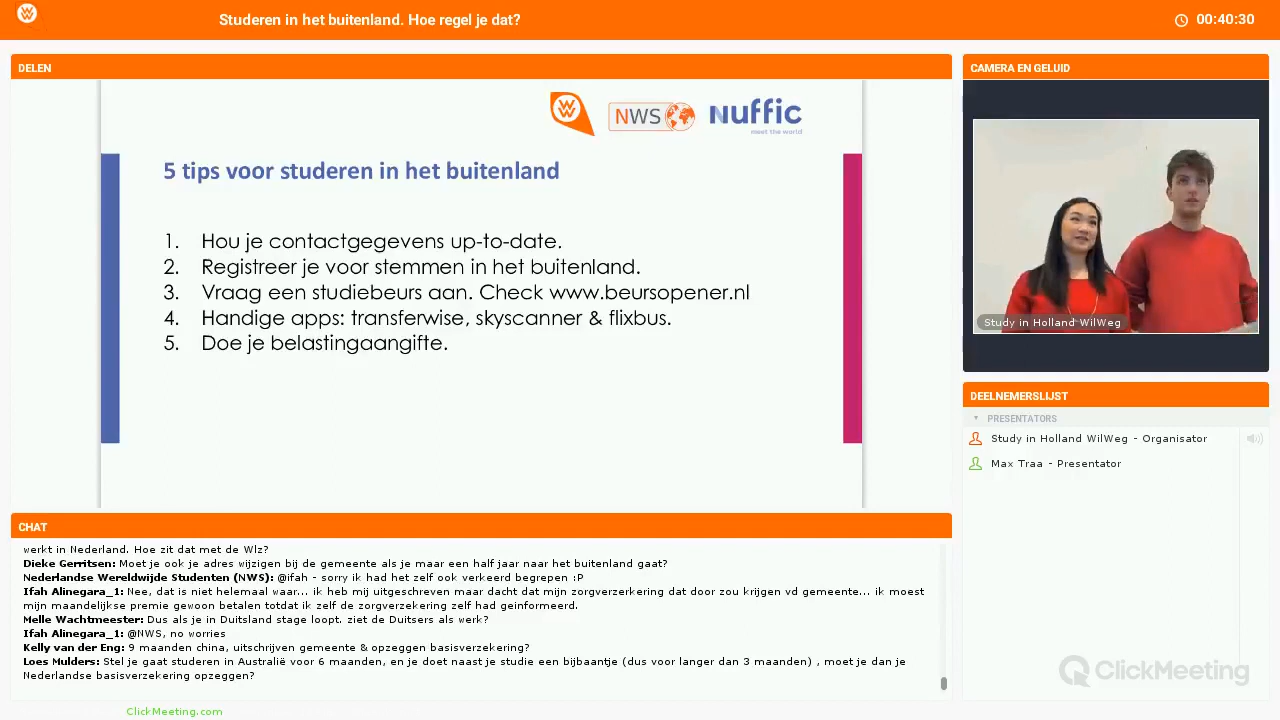 Studeren in het buitenland. Hoe regel je dat?
00:40:30
DELEN
NWS
nuffic
meet the world
5 tips voor studeren in het buitenland
1. Hou je contactgegevens up-to-date.
2. Registreer je voor stemmen in het buitenland.
3. Vraag een studiebeurs aan. Check www.beursopener.nl
4. Handige apps: transferwise, skyscanner & flixbus.
5. Doe je belastingaangifte.
CAMERA EN GELUID
Study in Holland WilWeg
DEELNEMERSLIJST
PRESENTATORS
Study in Holland WilWeg - Organisator
Max Traa - Presentator
CHAT
werkt in Nederland. Hoe zit dat met de Wlz?
Dieke Gerritsen: Moet je ook je adres wijzigen bij de gemeente als je maar een half jaar naar het buitenland gaat?
Nederlandse Wereldwijde Studenten (NWS): @ifah - sorry ik had het zelf ook verkeerd begrepen :P
Ifah Alinegara_1: Nee, dat is niet helemaal waar... ik heb mij uitgeschreven maar dacht dat mijn zorgverzerkering dat door zou krijgen vd gemeente... ik moest
mijn maandelijkse premie gewoon betalen totdat ik zelf de zorgverzekering zelf had geinformeerd.
Melle Wachtmeester: Dus als je in Duitsland stage loopt. ziet de Duitsers als werk?
Ifah Alinegara_1: @NWS, no worries
Kelly van der Eng: 9 maanden china, uitschrijven gemeente & opzeggen basisverzekering?
Loes Mulders: Stel je gaat studeren in Australië voor 6 maanden, en je doet naast je studie een bijbaantje (dus voor langer dan 3 maanden) , moet je dan je
Nederlandse basisverzekering opzeggen?
ClickMeeting
ClickMeeting.com